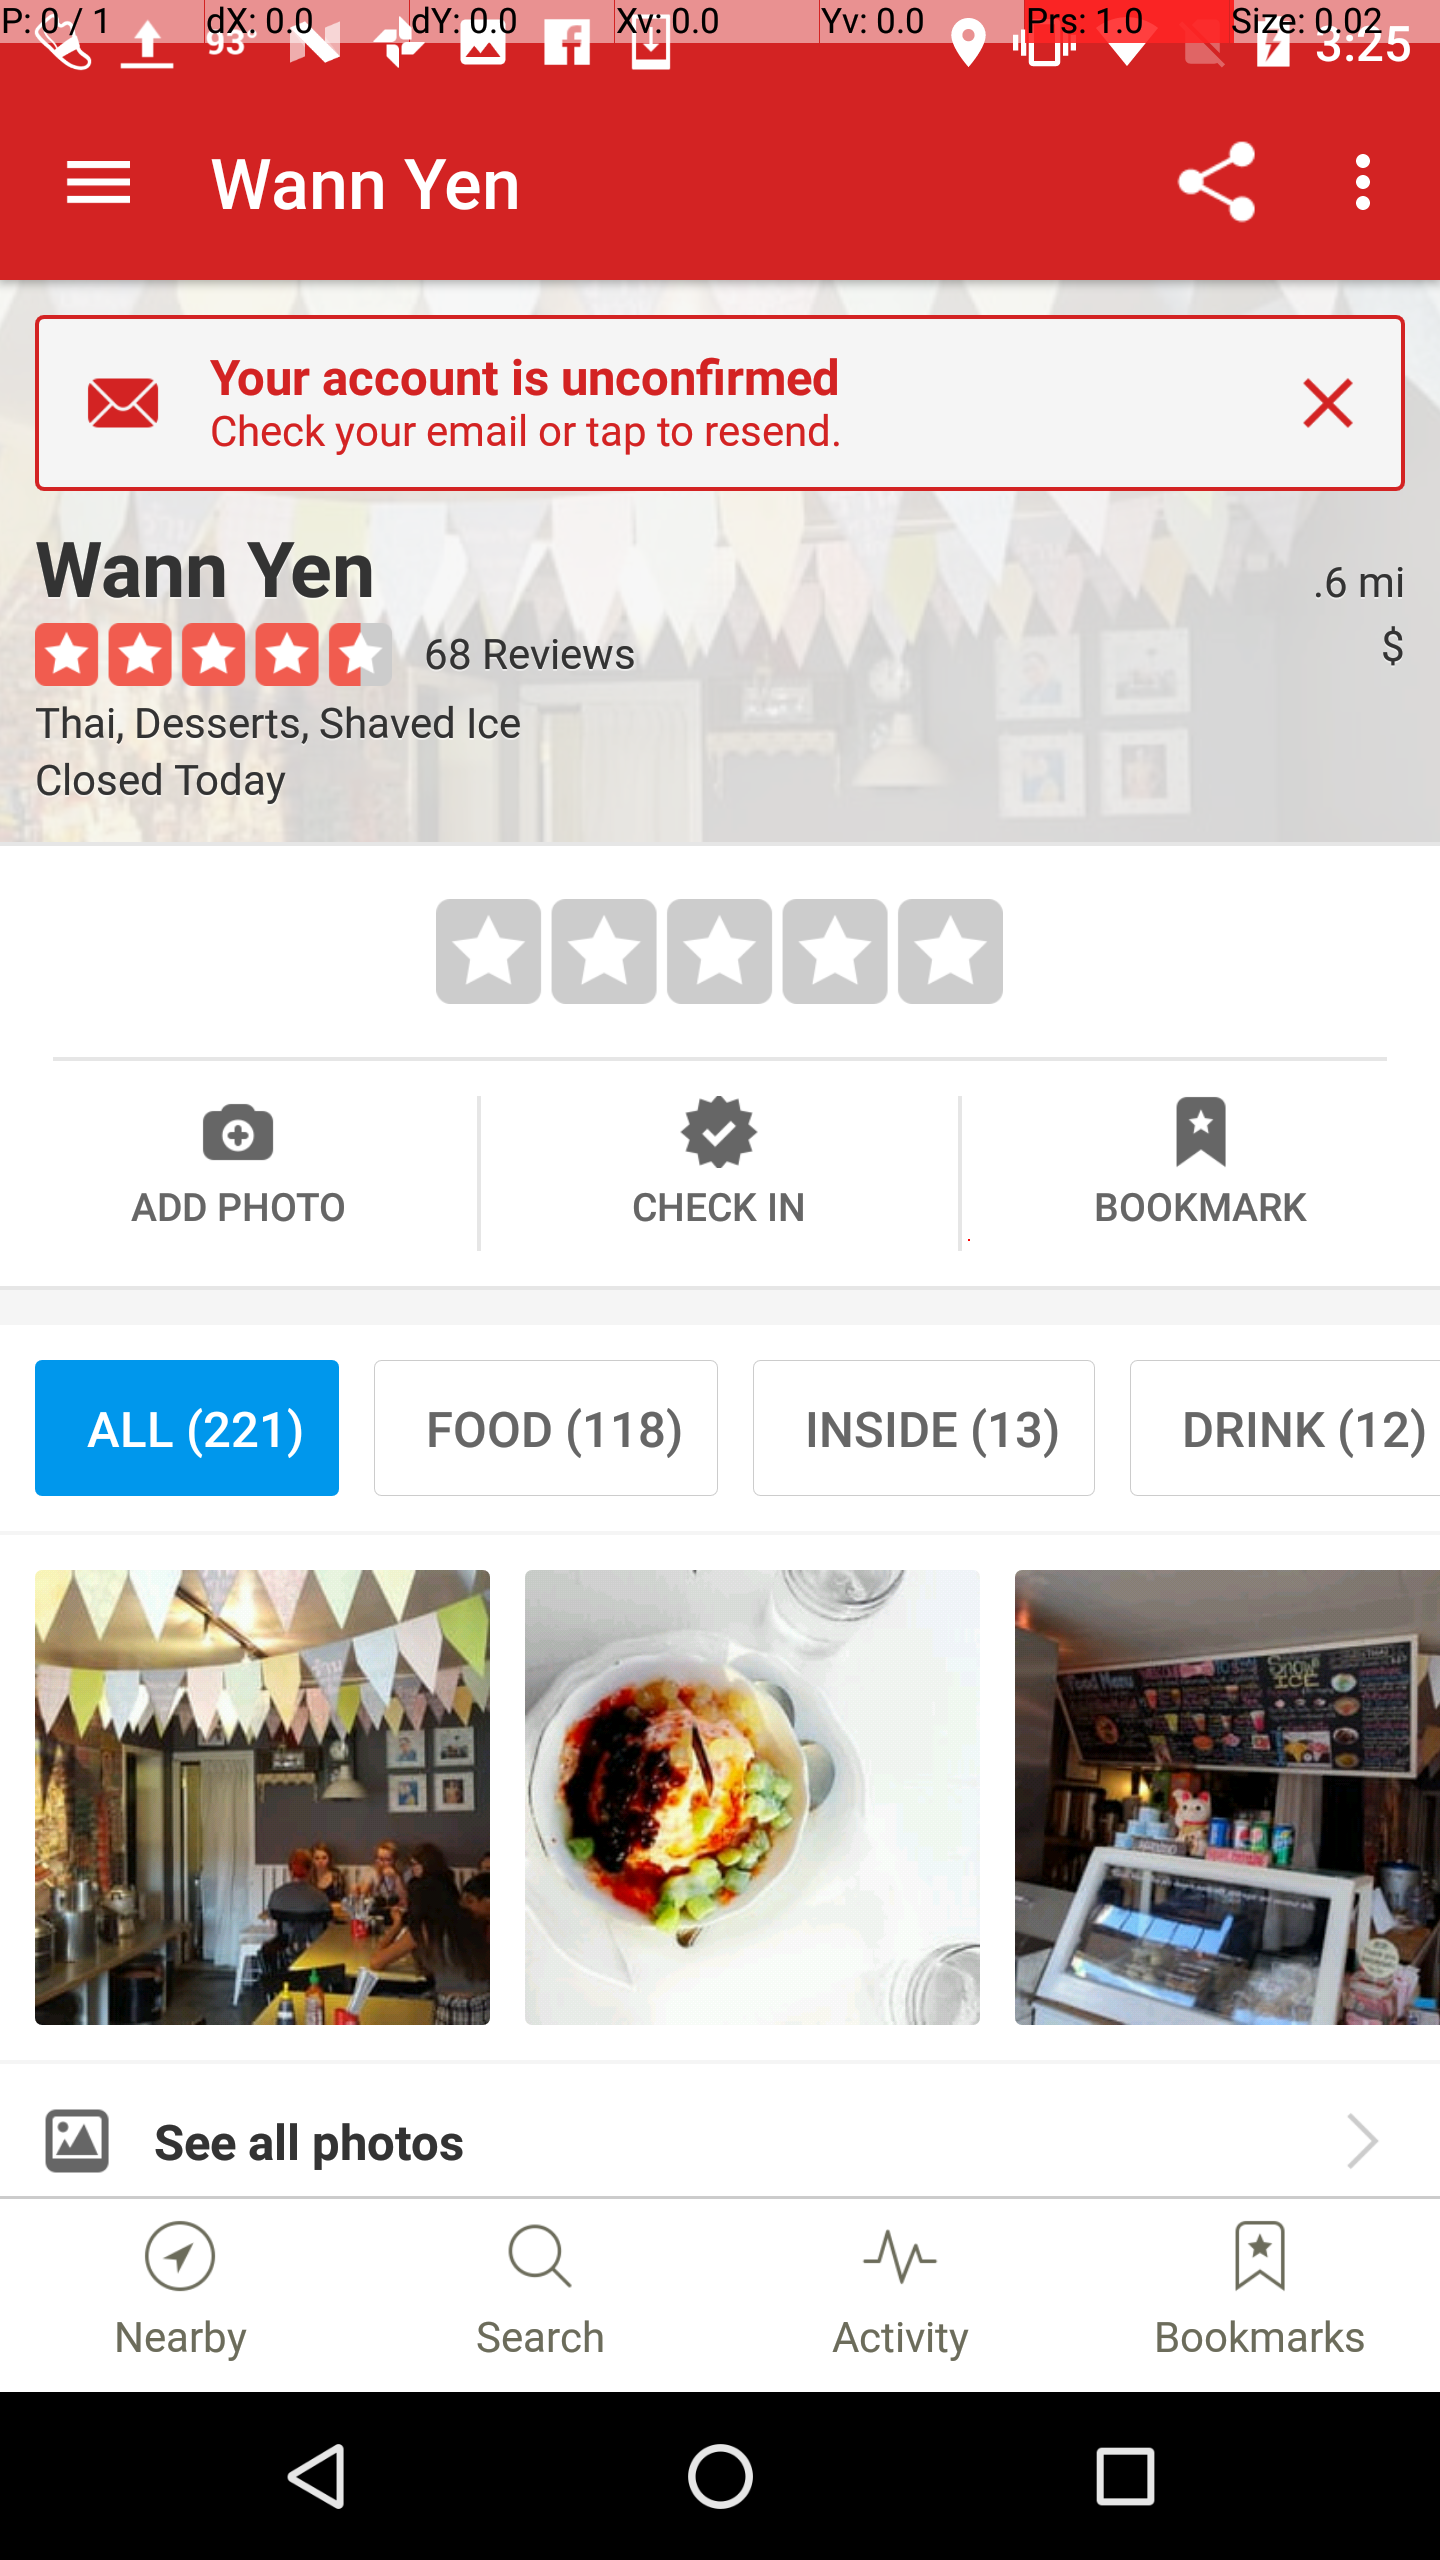 P: 0 / 1 dX: 0.0 dY: 0.0 Xv: 0.0 Yv: 0.0 Prs: 1.0 Size: 0.02
93° 3:25
Wann Yen
Your account is unconfirmed
Check your email or tap to resend.
Wann Yen
.6 mi
68 Reviews
$
Thai, Desserts, Shaved Ice
Closed Today
ADD PHOTO CHECK IN BOOKMARK
ALL (221) FOOD (118) INSIDE (13) DRINK (12)
Snow
ICE
See all photos
Nearby Search Activity Bookmarks